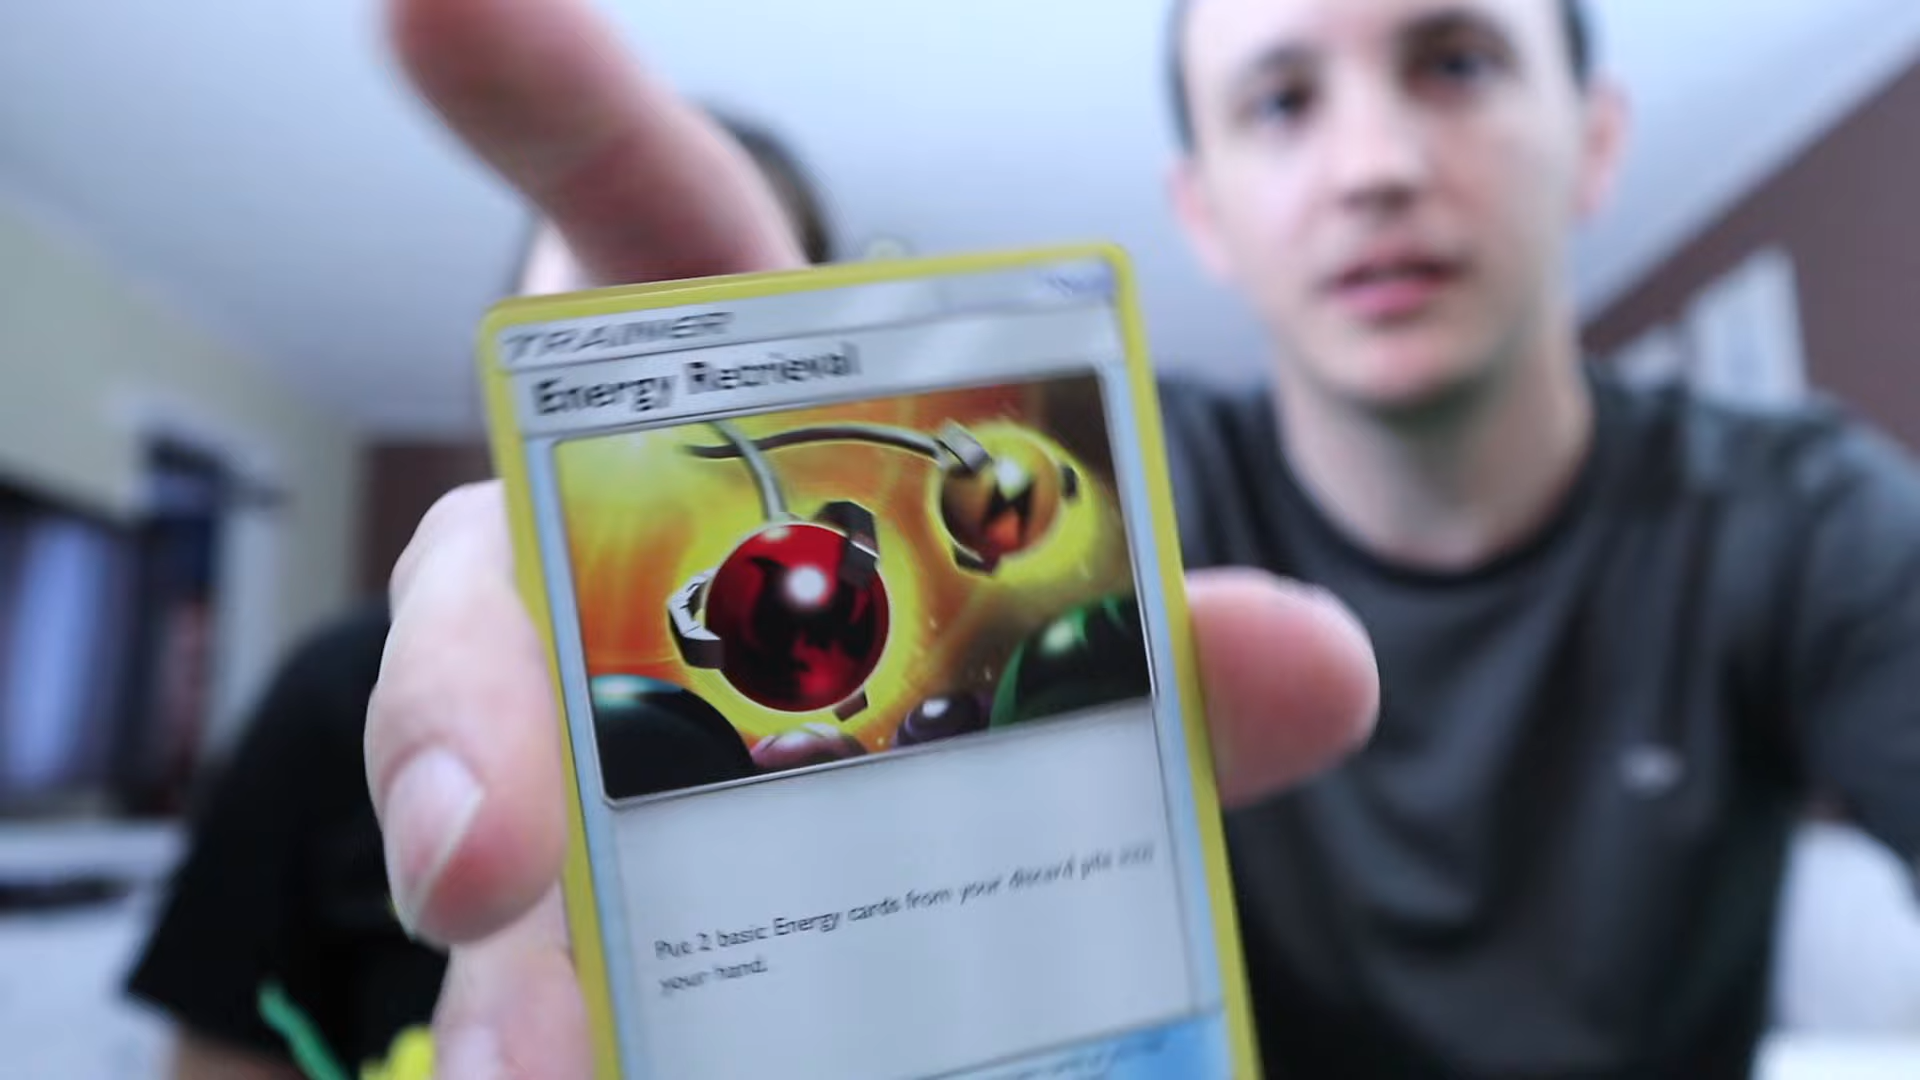 TRAINER
Energy Retrieval
Put 2 basic Energy cards from your discard pile into
your hand.